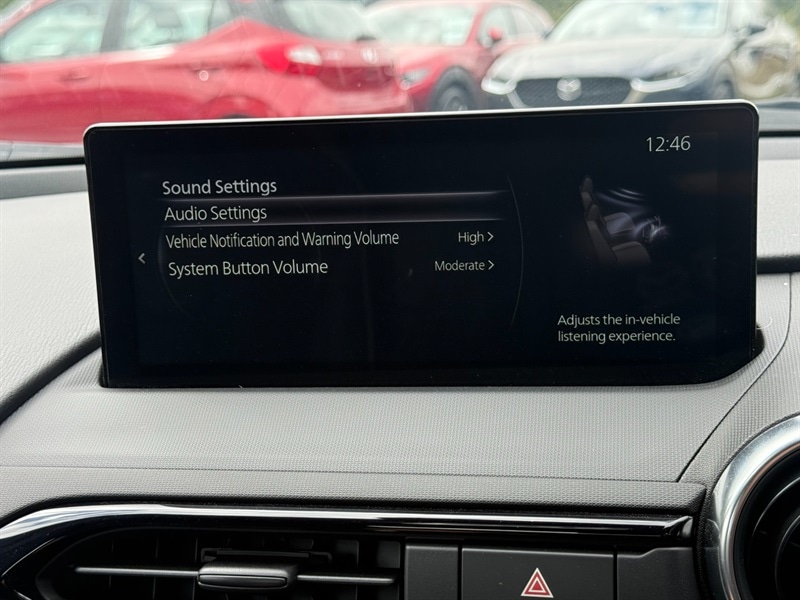 12:46
Sound Settings
Audio Settings
Vehicle Notification and Warning Volume High >
System Button Volume Moderate >
Adjusts the in-vehicle
listening experience.